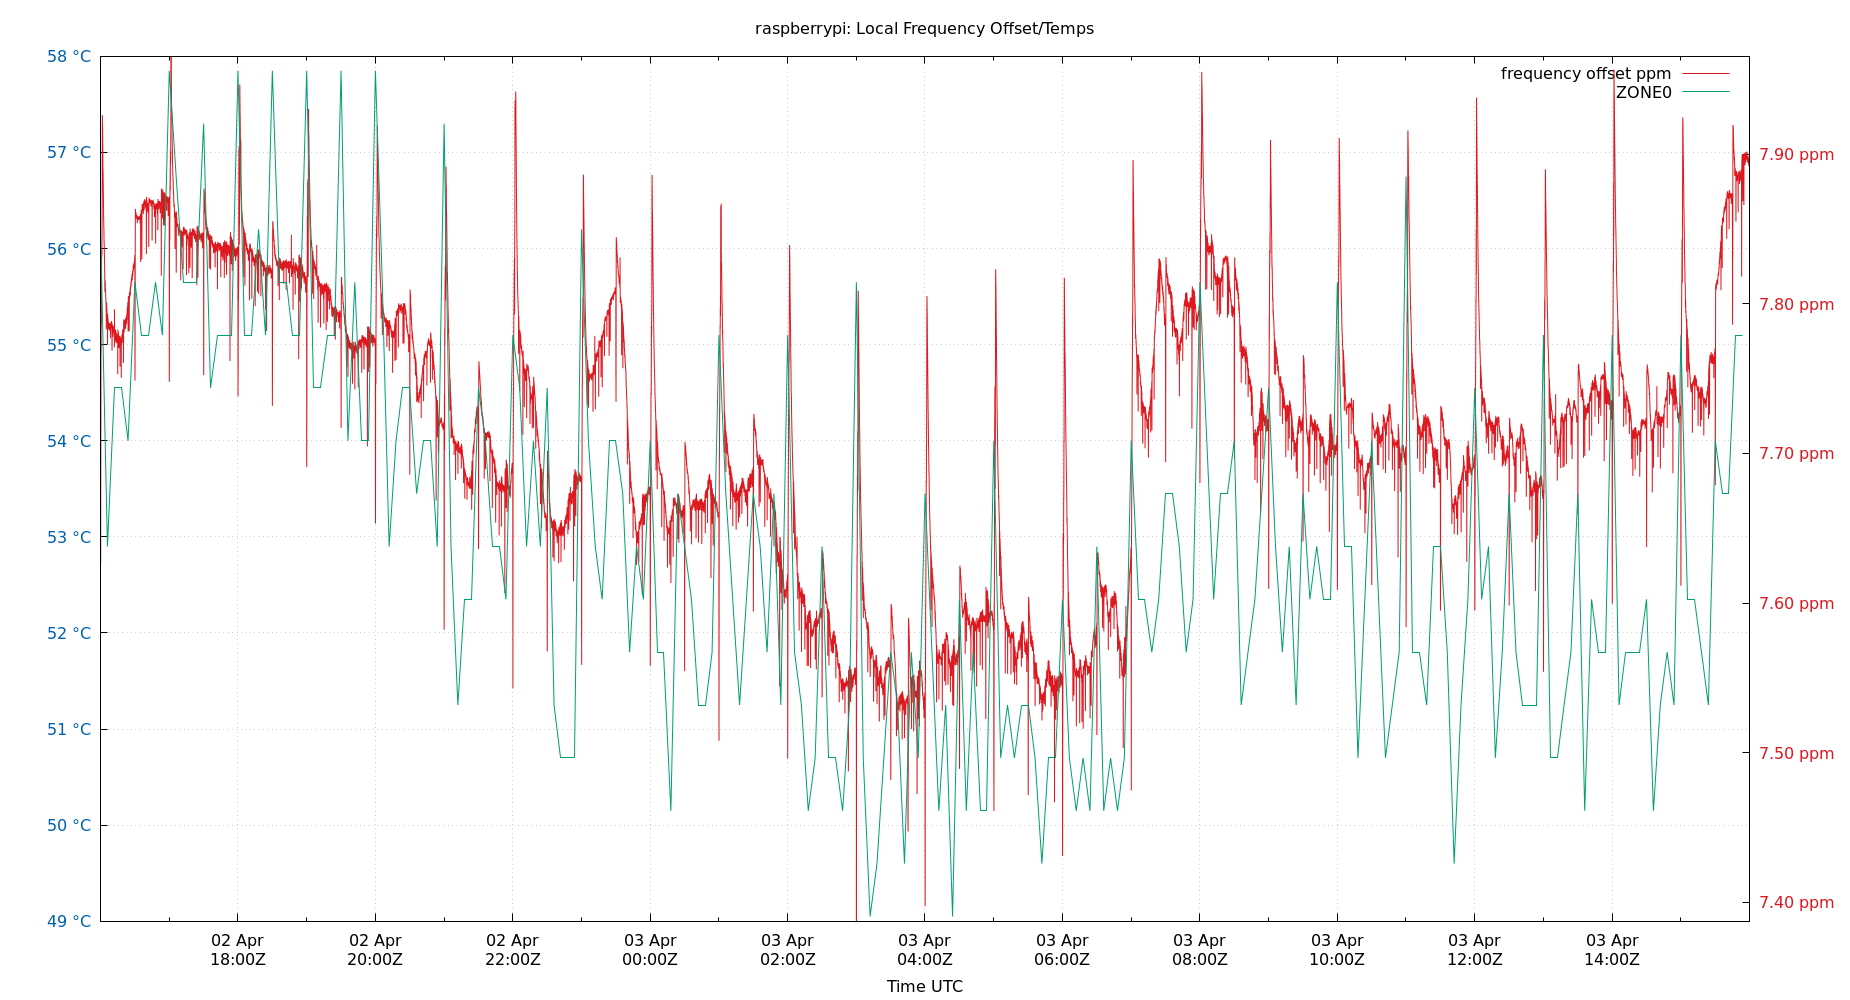 raspberrypi: Local Frequency Offset/Temps
frequency offset ppm
ZONE0
58 °C
57 °C
56 °C
55 °C
54 °C
53 °C
52 °C
51 °C
50 °C
49 °C
7.90 ppm
7.80 ppm
7.70 ppm
7.60 ppm
7.50 ppm
7.40 ppm
02 Apr
18:00Z
02 Apr
20:00Z
02 Apr
22:00Z
03 Apr
00:00Z
03 Apr
02:00Z
03 Apr
04:00Z
03 Apr
06:00Z
03 Apr
08:00Z
03 Apr
10:00Z
03 Apr
12:00Z
03 Apr
14:00Z
Time UTC